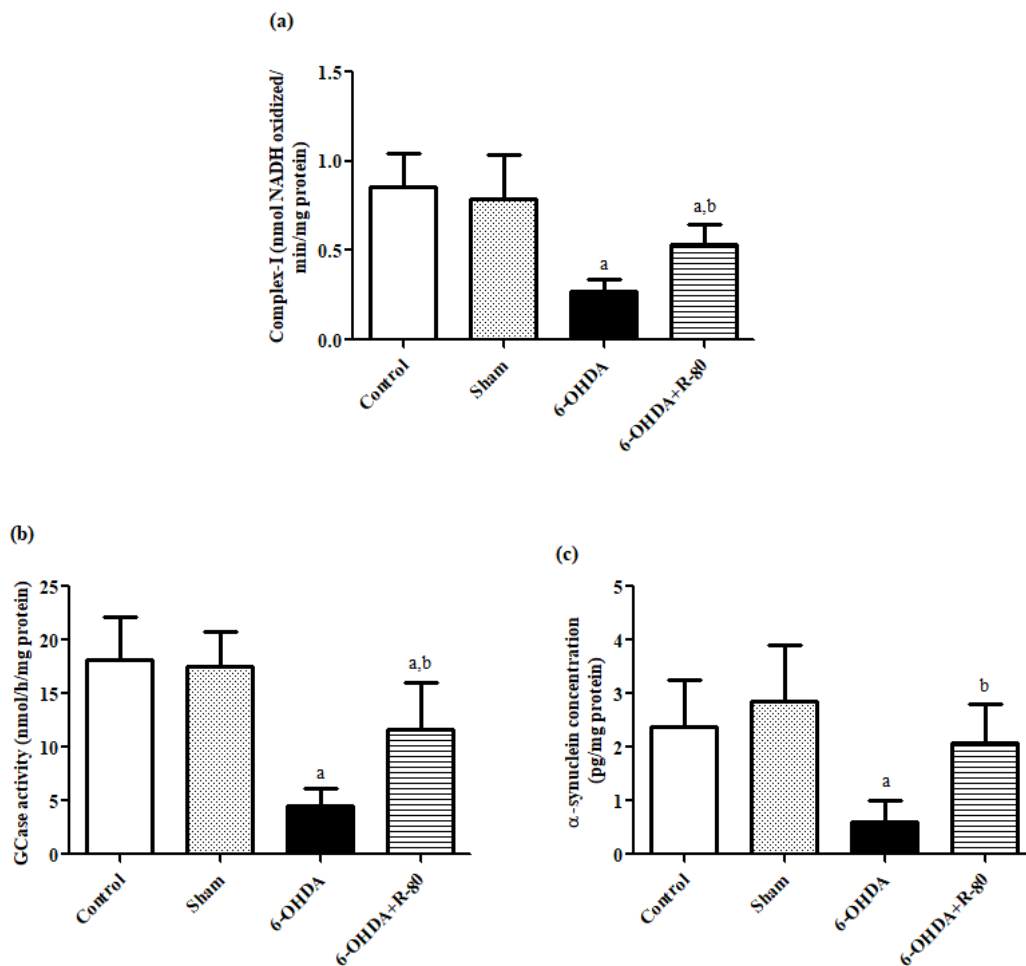 (a)
Complex-I (nmol NADH oxidized/
min/mg protein)
1.5
1.0
0.5
0.0
a
a,b
Control
Sham
6-OHDA
6-OHDA+R-80
(b)
GCase activity (nmol/h/mg protein)
25
20
15
10
5
0
a
a,b
Control
Sham
6-OHDA
6-OHDA+R-80
(c)
α-synuclein concentration
(pg/mg protein)
5
4
3
2
1
0
a
b
Control
Sham
6-OHDA
6-OHDA+R-80